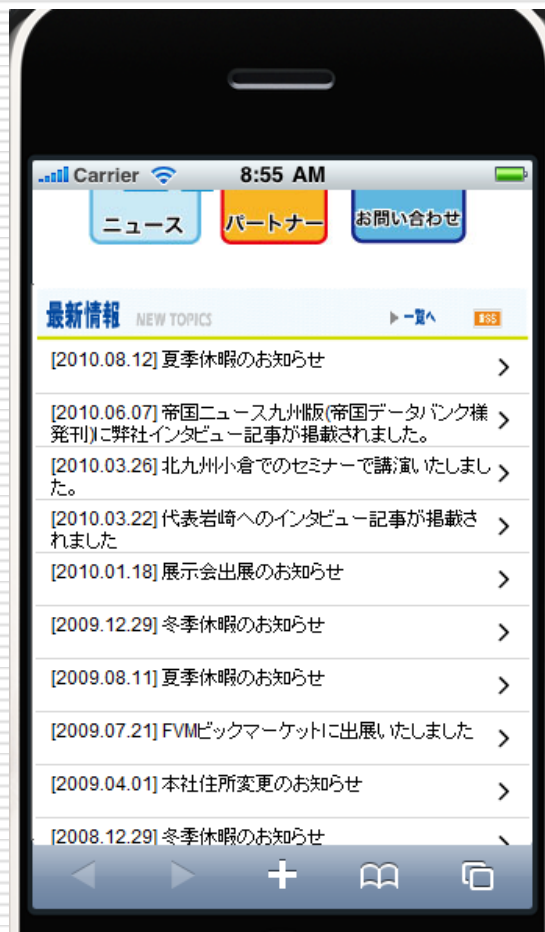 Carrier 8:55 AM
ニュース パートナー お問い合わせ
最新情報 NEW TOPICS 一覧へ RSS
[2010.08.12] 夏季休暇のお知らせ
[2010.06.07] 帝国ニュース九州版(帝国データバンク様
発刊)に弊社インタビュー記事が掲載されました。
[2010.03.26] 北九州小倉でのセミナーで講演いたしまし
た。
[2010.03.22] 代表岩崎へのインタビュー記事が掲載さ
れました
[2010.01.18] 展示会出展のお知らせ
[2009.12.29] 冬季休暇のお知らせ
[2009.08.11] 夏季休暇のお知らせ
[2009.07.21] FVMビックマーケットに出展いたしました
[2009.04.01] 本社住所変更のお知らせ
[2008.12.29] 冬季休暇のお知らせ